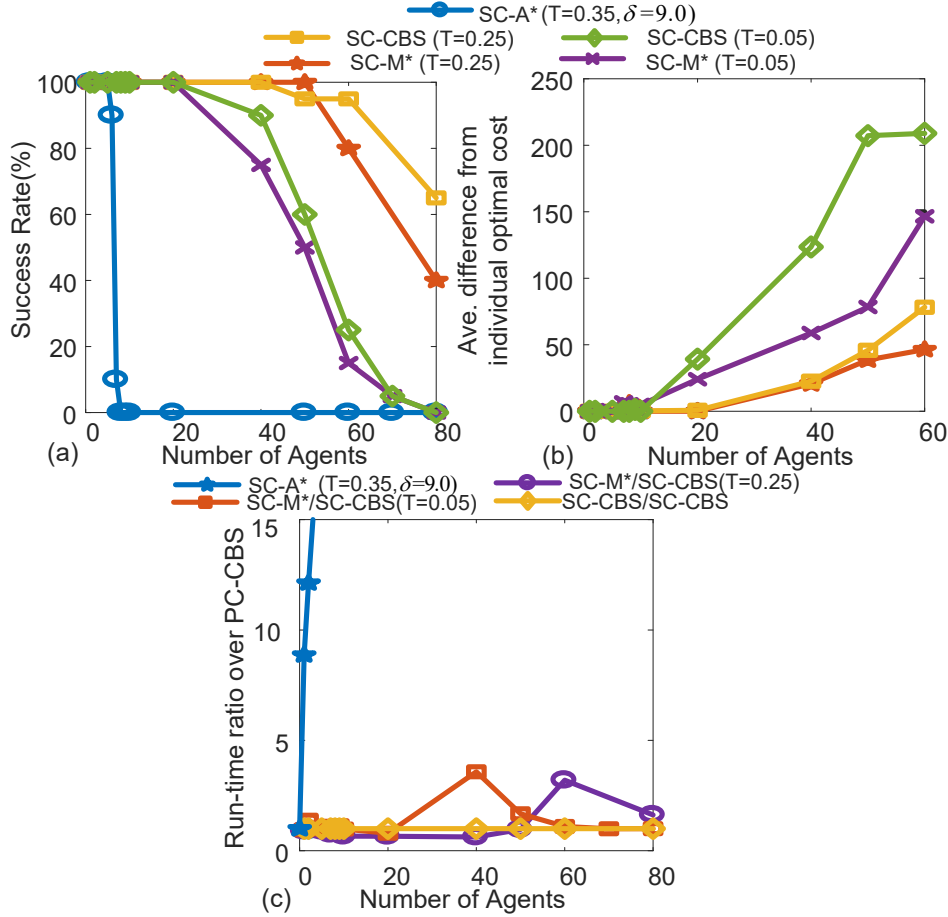 SC-A* (T=0.35, δ=9.0)
SC-CBS (T=0.25)
SC-CBS (T=0.05)
SC-M* (T=0.25)
SC-M* (T=0.05)
Success Rate(%)
100
80
60
40
20
0
0 20 40 60 80
Number of Agents
(a)
Ave. difference from
individual optimal cost
250
200
150
100
50
0
0 20 40 60
Number of Agents
(b)
SC-A* (T=0.35,δ=9.0)
SC-M*/SC-CBS(T=0.25)
SC-M*/SC-CBS(T=0.05)
SC-CBS/SC-CBS
Run-time ratio over PC-CBS
15
10
5
0
0 20 40 60 80
Number of Agents
(c)